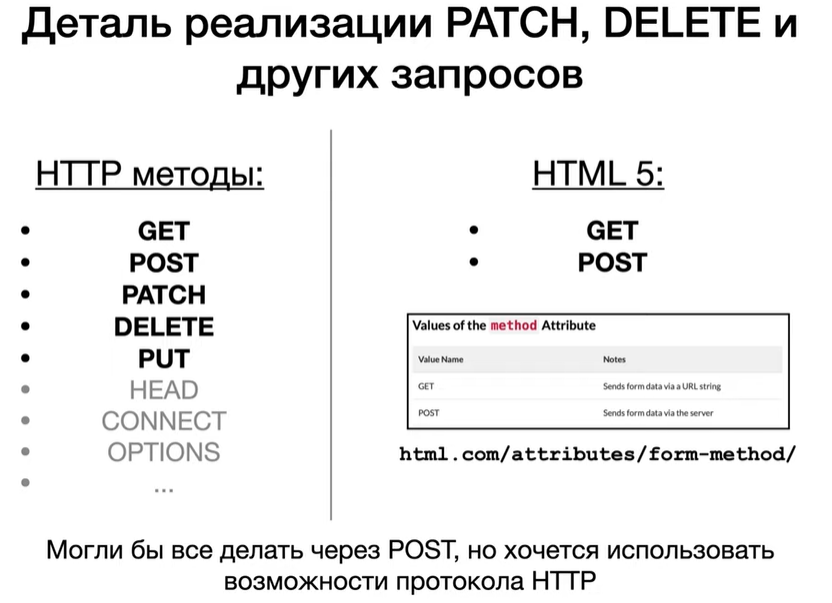 Деталь реализации PATCH, DELETE и
других запросов
HTTP методы:
• GET
• POST
• PATCH
• DELETE
• PUT
• HEAD
• CONNECT
• OPTIONS
• ...
HTML 5:
• GET
• POST
Values of the method Attribute
Value Name Notes
GET Sends form data via a URL string
POST Sends form data via the server
html.com/attributes/form-method/
Могли бы все делать через POST, но хочется использовать
возможности протокола HTTP